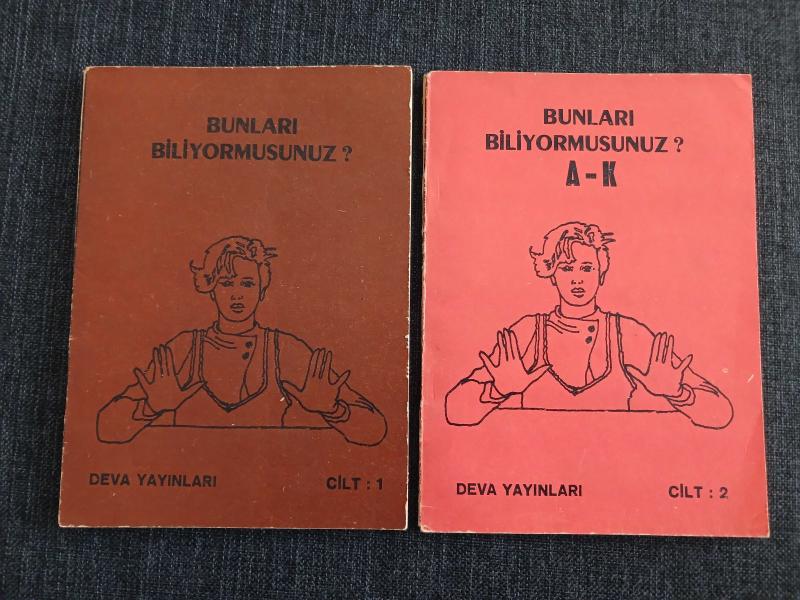 BUNLARI
BİLİYORMUSUNUZ?
DEVA YAYINLARI
CİLT : 1
BUNLARI
BİLİYORMUSUNUZ?
A-K
DEVA YAYINLARI
CİLT : 2